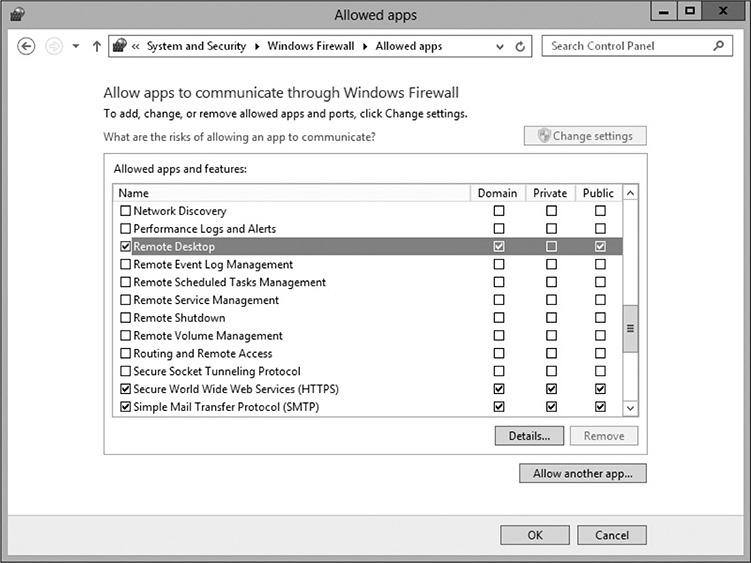 Allowed apps
« System and Security ▸ Windows Firewall ▸ Allowed apps
Search Control Panel
Allow apps to communicate through Windows Firewall
To add, change, or remove allowed apps and ports, click Change settings.
What are the risks of allowing an app to communicate?
Change settings
Allowed apps and features:
Name Domain Private Public
Network Discovery
Performance Logs and Alerts
Remote Desktop
Remote Event Log Management
Remote Scheduled Tasks Management
Remote Service Management
Remote Shutdown
Remote Volume Management
Routing and Remote Access
Secure Socket Tunneling Protocol
Secure World Wide Web Services (HTTPS)
Simple Mail Transfer Protocol (SMTP)
Details... Remove
Allow another app...
OK Cancel